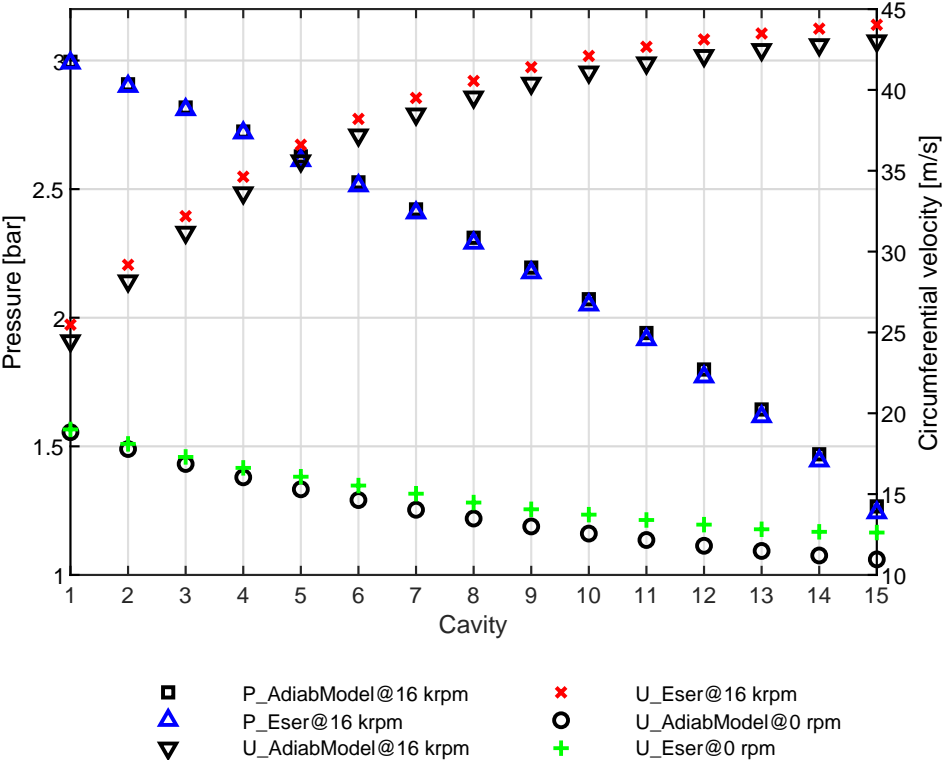 45
3
40
35
2.5
30
2
25
20
1.5
15
1
10
Pressure [bar]
Circumferential velocity [m/s]
1 2 3 4 5 6 7 8 9 10 11 12 13 14 15
Cavity
P_AdiabModel@16 krpm
P_Eser@16 krpm
U_AdiabModel@16 krpm
U_Eser@16 krpm
U_AdiabModel@0 rpm
U_Eser@0 rpm